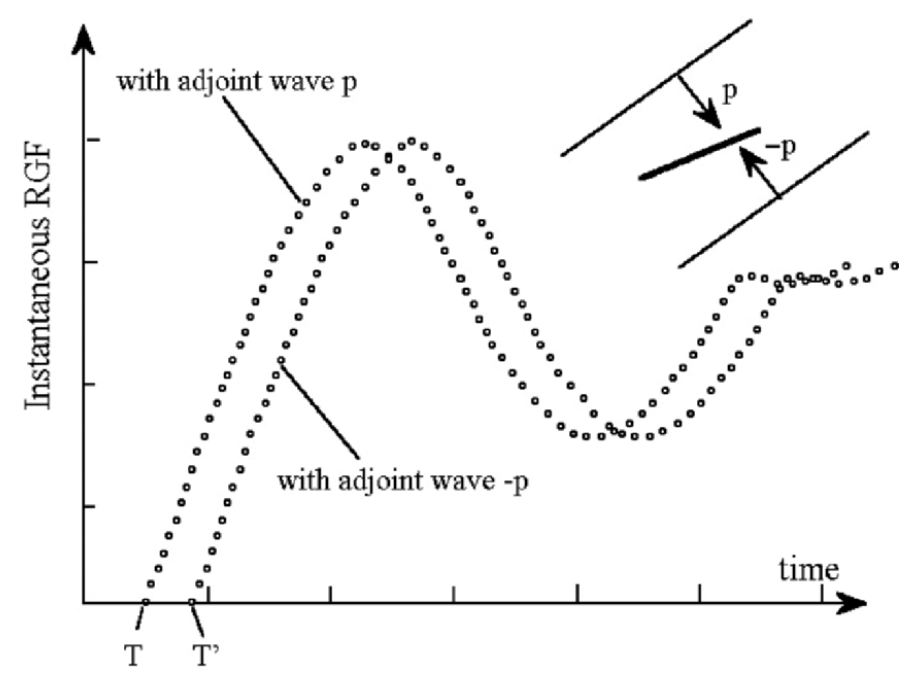 with adjoint wave p
p
−p
Instantaneous RGF
with adjoint wave -p
time
T
T’